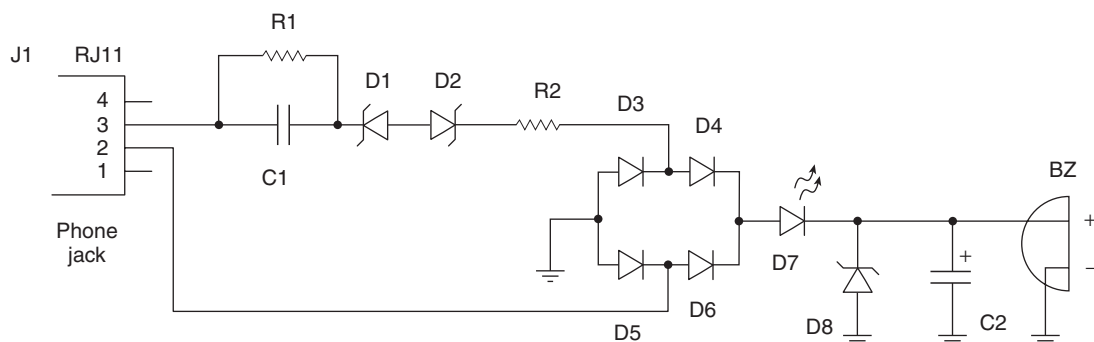 R1
J1 RJ11
D1 D2
R2
D3
D4
4
3
2
1
C1
BZ
+
−
Phone
jack
D7
+
D6
D5
D8
C2